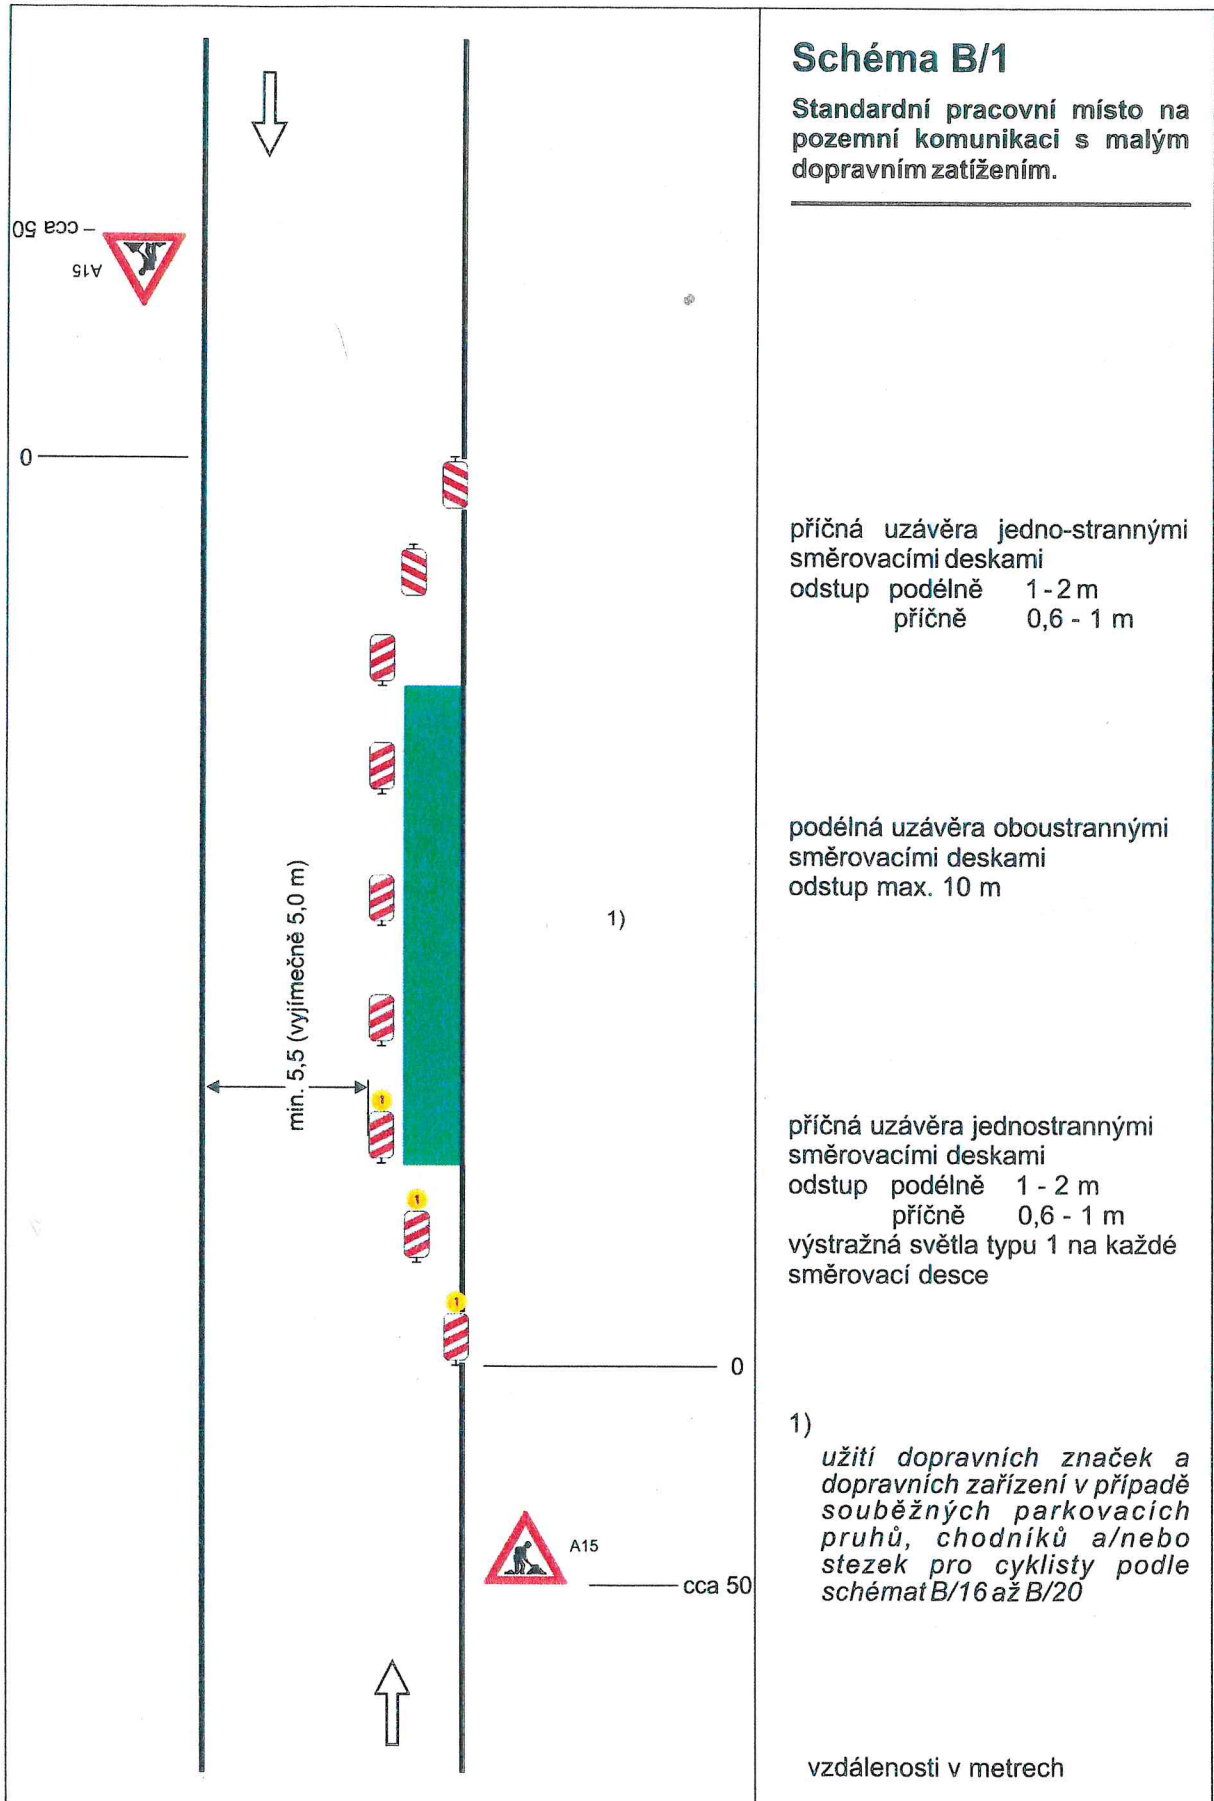 Schéma B/1
Standardní pracovní místo na
pozemní komunikaci s malým
dopravním zatížením.
cca 50
A15
0
příčná uzávěra jedno-strannými
směrovacími deskami
odstup podélně 1-2 m
příčně 0,6 - 1 m
podélná uzávěra oboustrannými
směrovacími deskami
odstup max. 10 m
1)
min. 5,5 (vyjímečně 5,0 m)
1
1
1
příčná uzávěra jednostrannými
směrovacími deskami
odstup podélně 1 - 2 m
příčně 0,6 - 1 m
výstražná světla typu 1 na každé
směrovací desce
0
A15
cca 50
1)
užití dopravních značek a
dopravních zařízení v případě
souběžných parkovacích
pruhů, chodníků a/nebo
stezek pro cyklisty podle
schémat B/16 až B/20
vzdálenosti v metrech